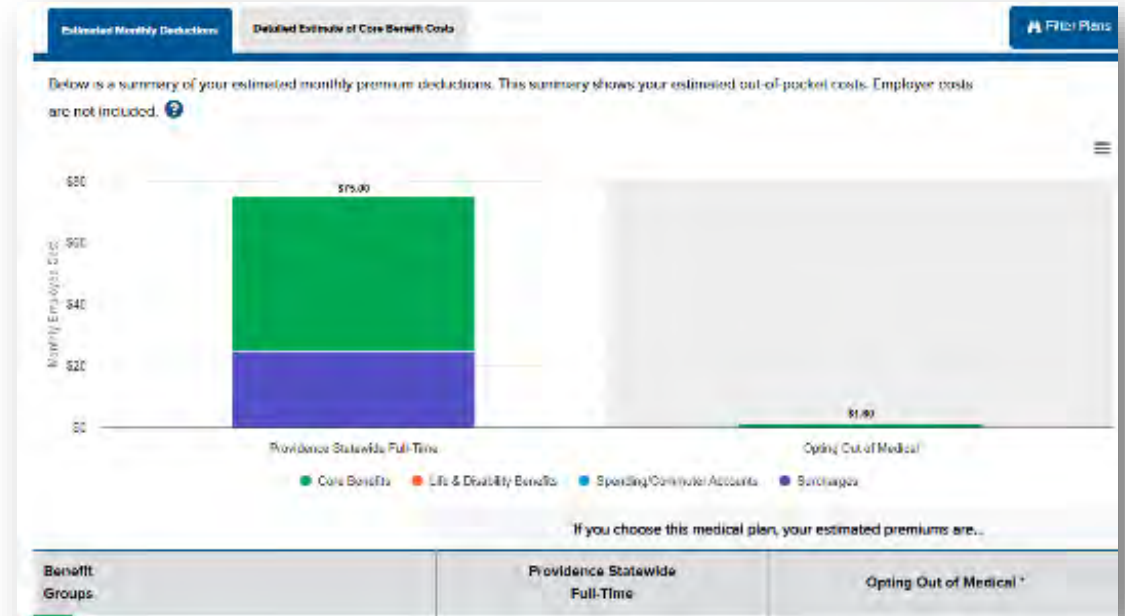 Estimated Monthly Deductions
Detailed Estimate of Core Benefit Costs
Filter Plans
Below is a summary of your estimated monthly premium deductions. This summary shows your estimated out-of-pocket costs. Employer costs
are not included. ?
$80
$75.00
$60
$40
$20
$0
Monthly Employee Cost
Providence Statewide Full-Time
Opting Out of Medical
Core Benefits
Life & Disability Benefits
Spending/Commuter Accounts
Surcharges
If you choose this medical plan, your estimated premiums are...
Benefit
Groups
Providence Statewide
Full-Time
Opting Out of Medical *